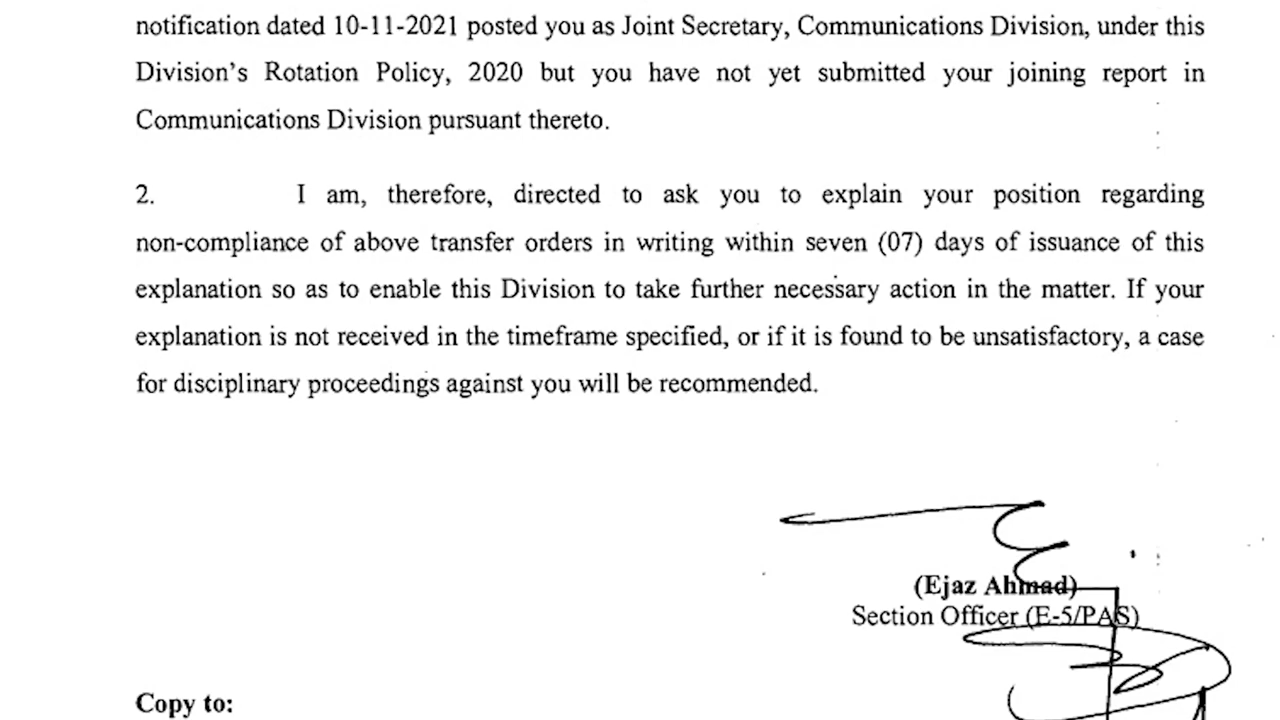 notification dated 10-11-2021 posted you as Joint Secretary, Communications Division, under this
Division's Rotation Policy, 2020 but you have not yet submitted your joining report in
Communications Division pursuant thereto.
2. I am, therefore, directed to ask you to explain your position regarding
non-compliance of above transfer orders in writing within seven (07) days of issuance of this
explanation so as to enable this Division to take further necessary action in the matter. If your
explanation is not received in the timeframe specified, or if it is found to be unsatisfactory, a case
for disciplinary proceedings against you will be recommended.
(Ejaz Ahmad)
Section Officer (E-5/PAS)
Copy to: